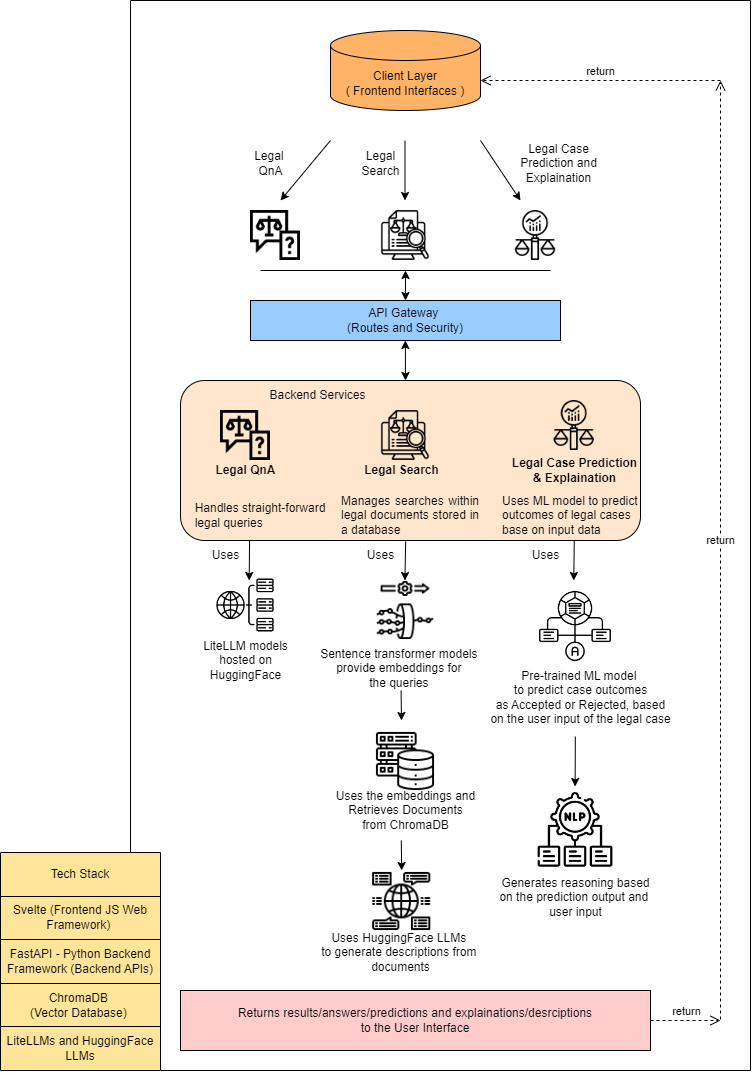 Client Layer
( Frontend Interfaces )
return
Legal
QnA
Legal
Search
Legal Case
Prediction and
Explaination
?
API Gateway
(Routes and Security)
Backend Services
?
Legal QnA
Legal Search
Legal Case Prediction
& Explaination
Handles straight-forward
legal queries
Manages searches within
legal documents stored in
a database
Uses ML model to predict
outcomes of legal cases
base on input data
Uses
Uses
Uses
return
LiteLLM models
hosted on
HuggingFace
Sentence transformer models
provide embeddings for
the queries
A
Pre-trained ML model
to predict case outcomes
as Accepted or Rejected, based
on the user input of the legal case
Uses the embeddings and
Retrieves Documents
from ChromaDB
NLP
Generates reasoning based
on the prediction output and
user input
Uses HuggingFace LLMs
to generate descriptions from
documents
Tech Stack
Svelte (Frontend JS Web
Framework)
FastAPI - Python Backend
Framework (Backend APIs)
ChromaDB
(Vector Database)
LiteLLMs and HuggingFace
LLMs
Returns results/answers/predictions and explainations/desrciptions
to the User Interface
return